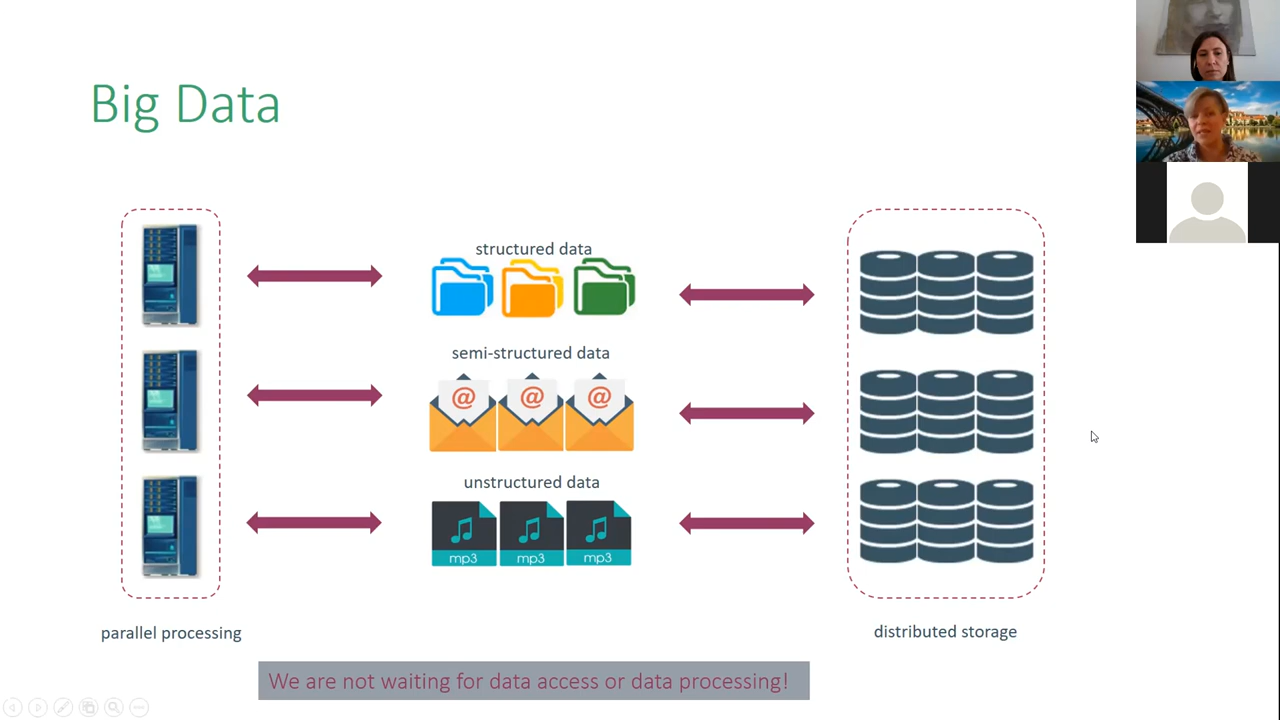 Big Data
structured data
semi-structured data
@ @ @
unstructured data
mp3 mp3 mp3
parallel processing
distributed storage
We are not waiting for data access or data processing!